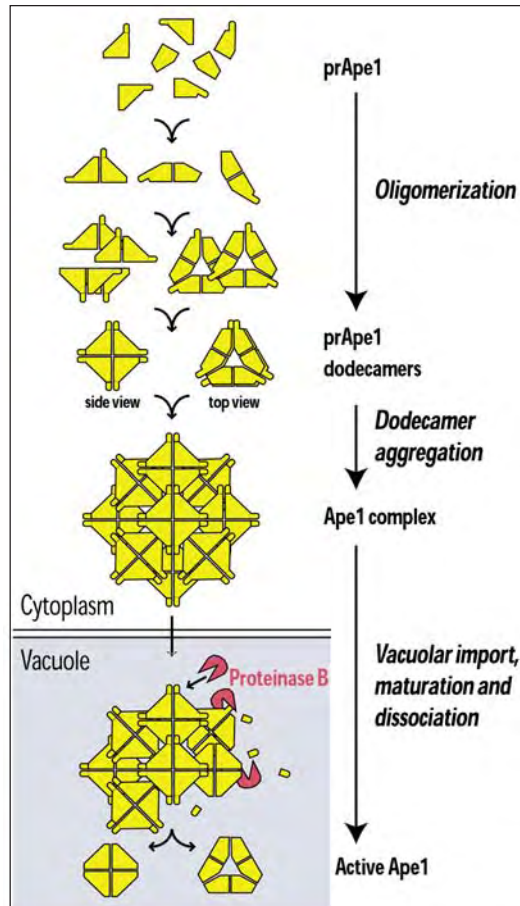 prApe1
Oligomerization
prApe1
dodecamers
side view
top view
Dodecamer
aggregation
Ape1 complex
Cytoplasm
Vacuole
Proteinase B
Vacuolar import,
maturation and
dissociation
Active Ape1